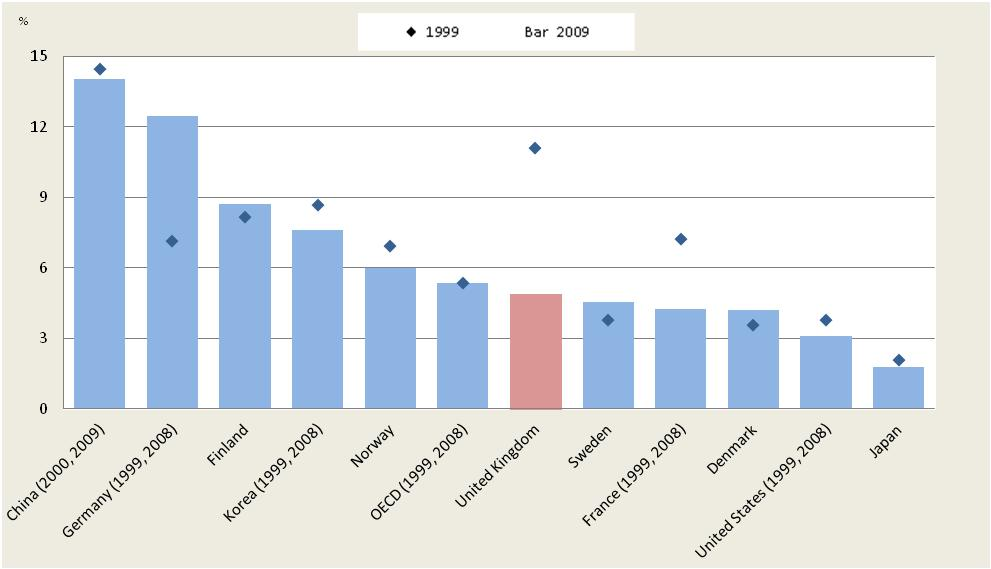 %
◆ 1999 Bar 2009
15
12
9
6
3
0
China (2000, 2009)
Germany (1999, 2008)
Finland
Korea (1999, 2008)
Norway
OECD (1999, 2008)
United Kingdom
Sweden
France (1999, 2008)
Denmark
United States (1999, 2008)
Japan